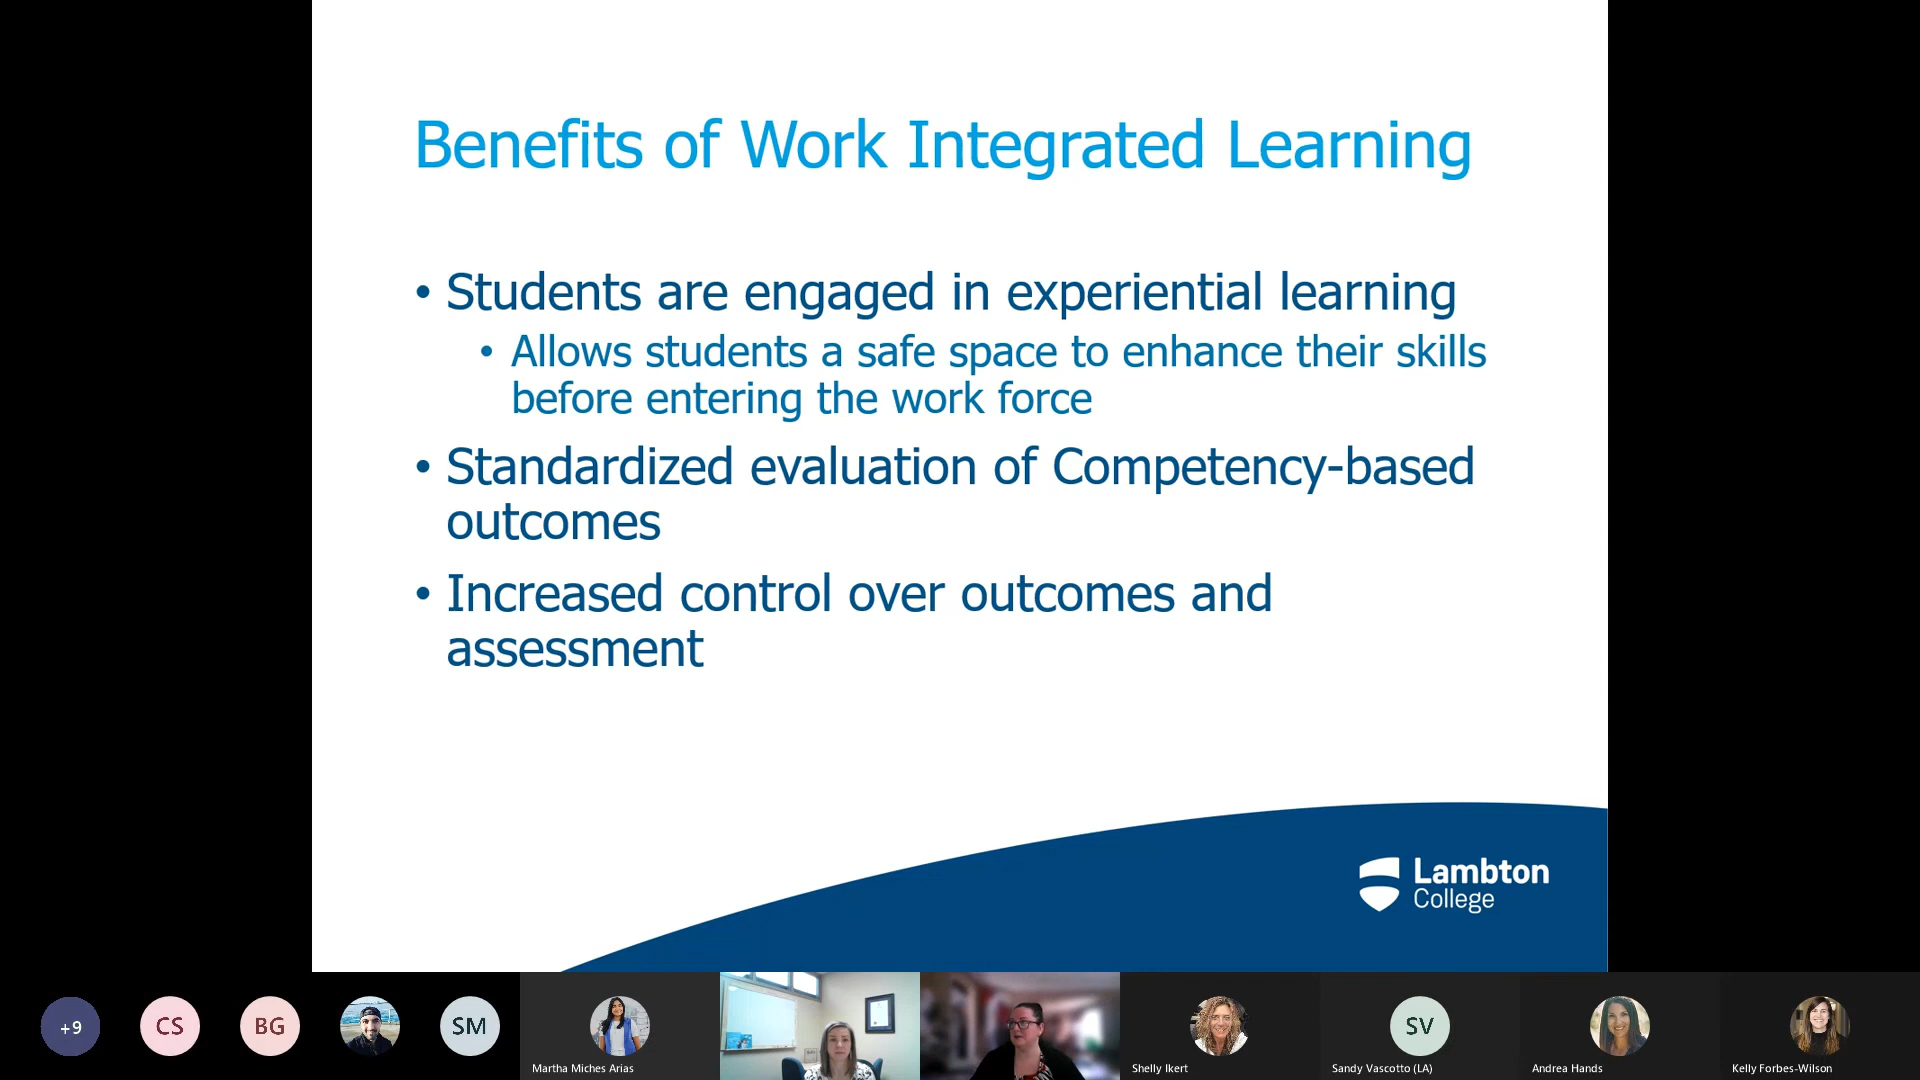 Benefits of Work Integrated Learning
• Students are engaged in experiential learning
• Allows students a safe space to enhance their skills
before entering the work force
• Standardized evaluation of Competency-based
outcomes
• Increased control over outcomes and
assessment
Lambton
College
+9
CS
BG
SM
Martha Miches Arias
Shelly Ikert
SV
Sandy Vascotto (LA)
Andrea Hands
Kelly Forbes-Wilson